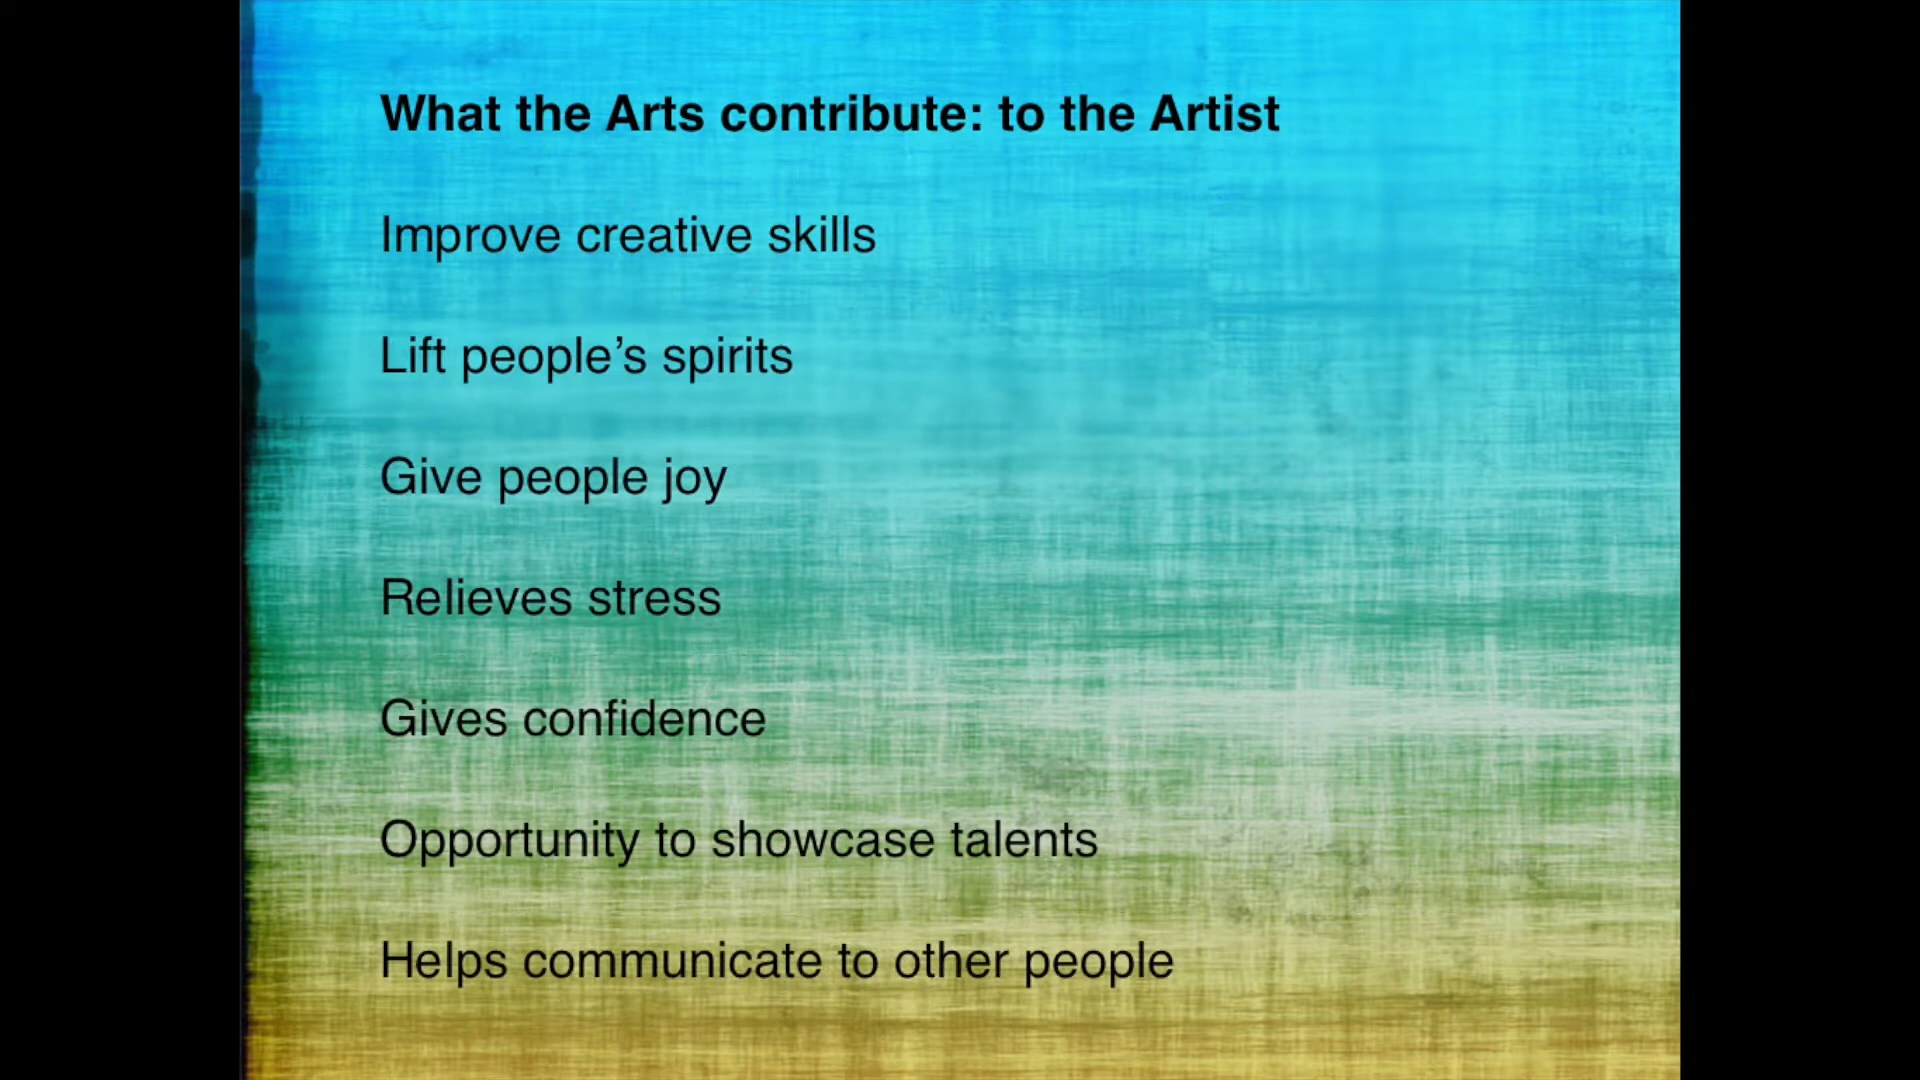 What the Arts contribute: to the Artist
Improve creative skills
Lift people’s spirits
Give people joy
Relieves stress
Gives confidence
Opportunity to showcase talents
Helps communicate to other people